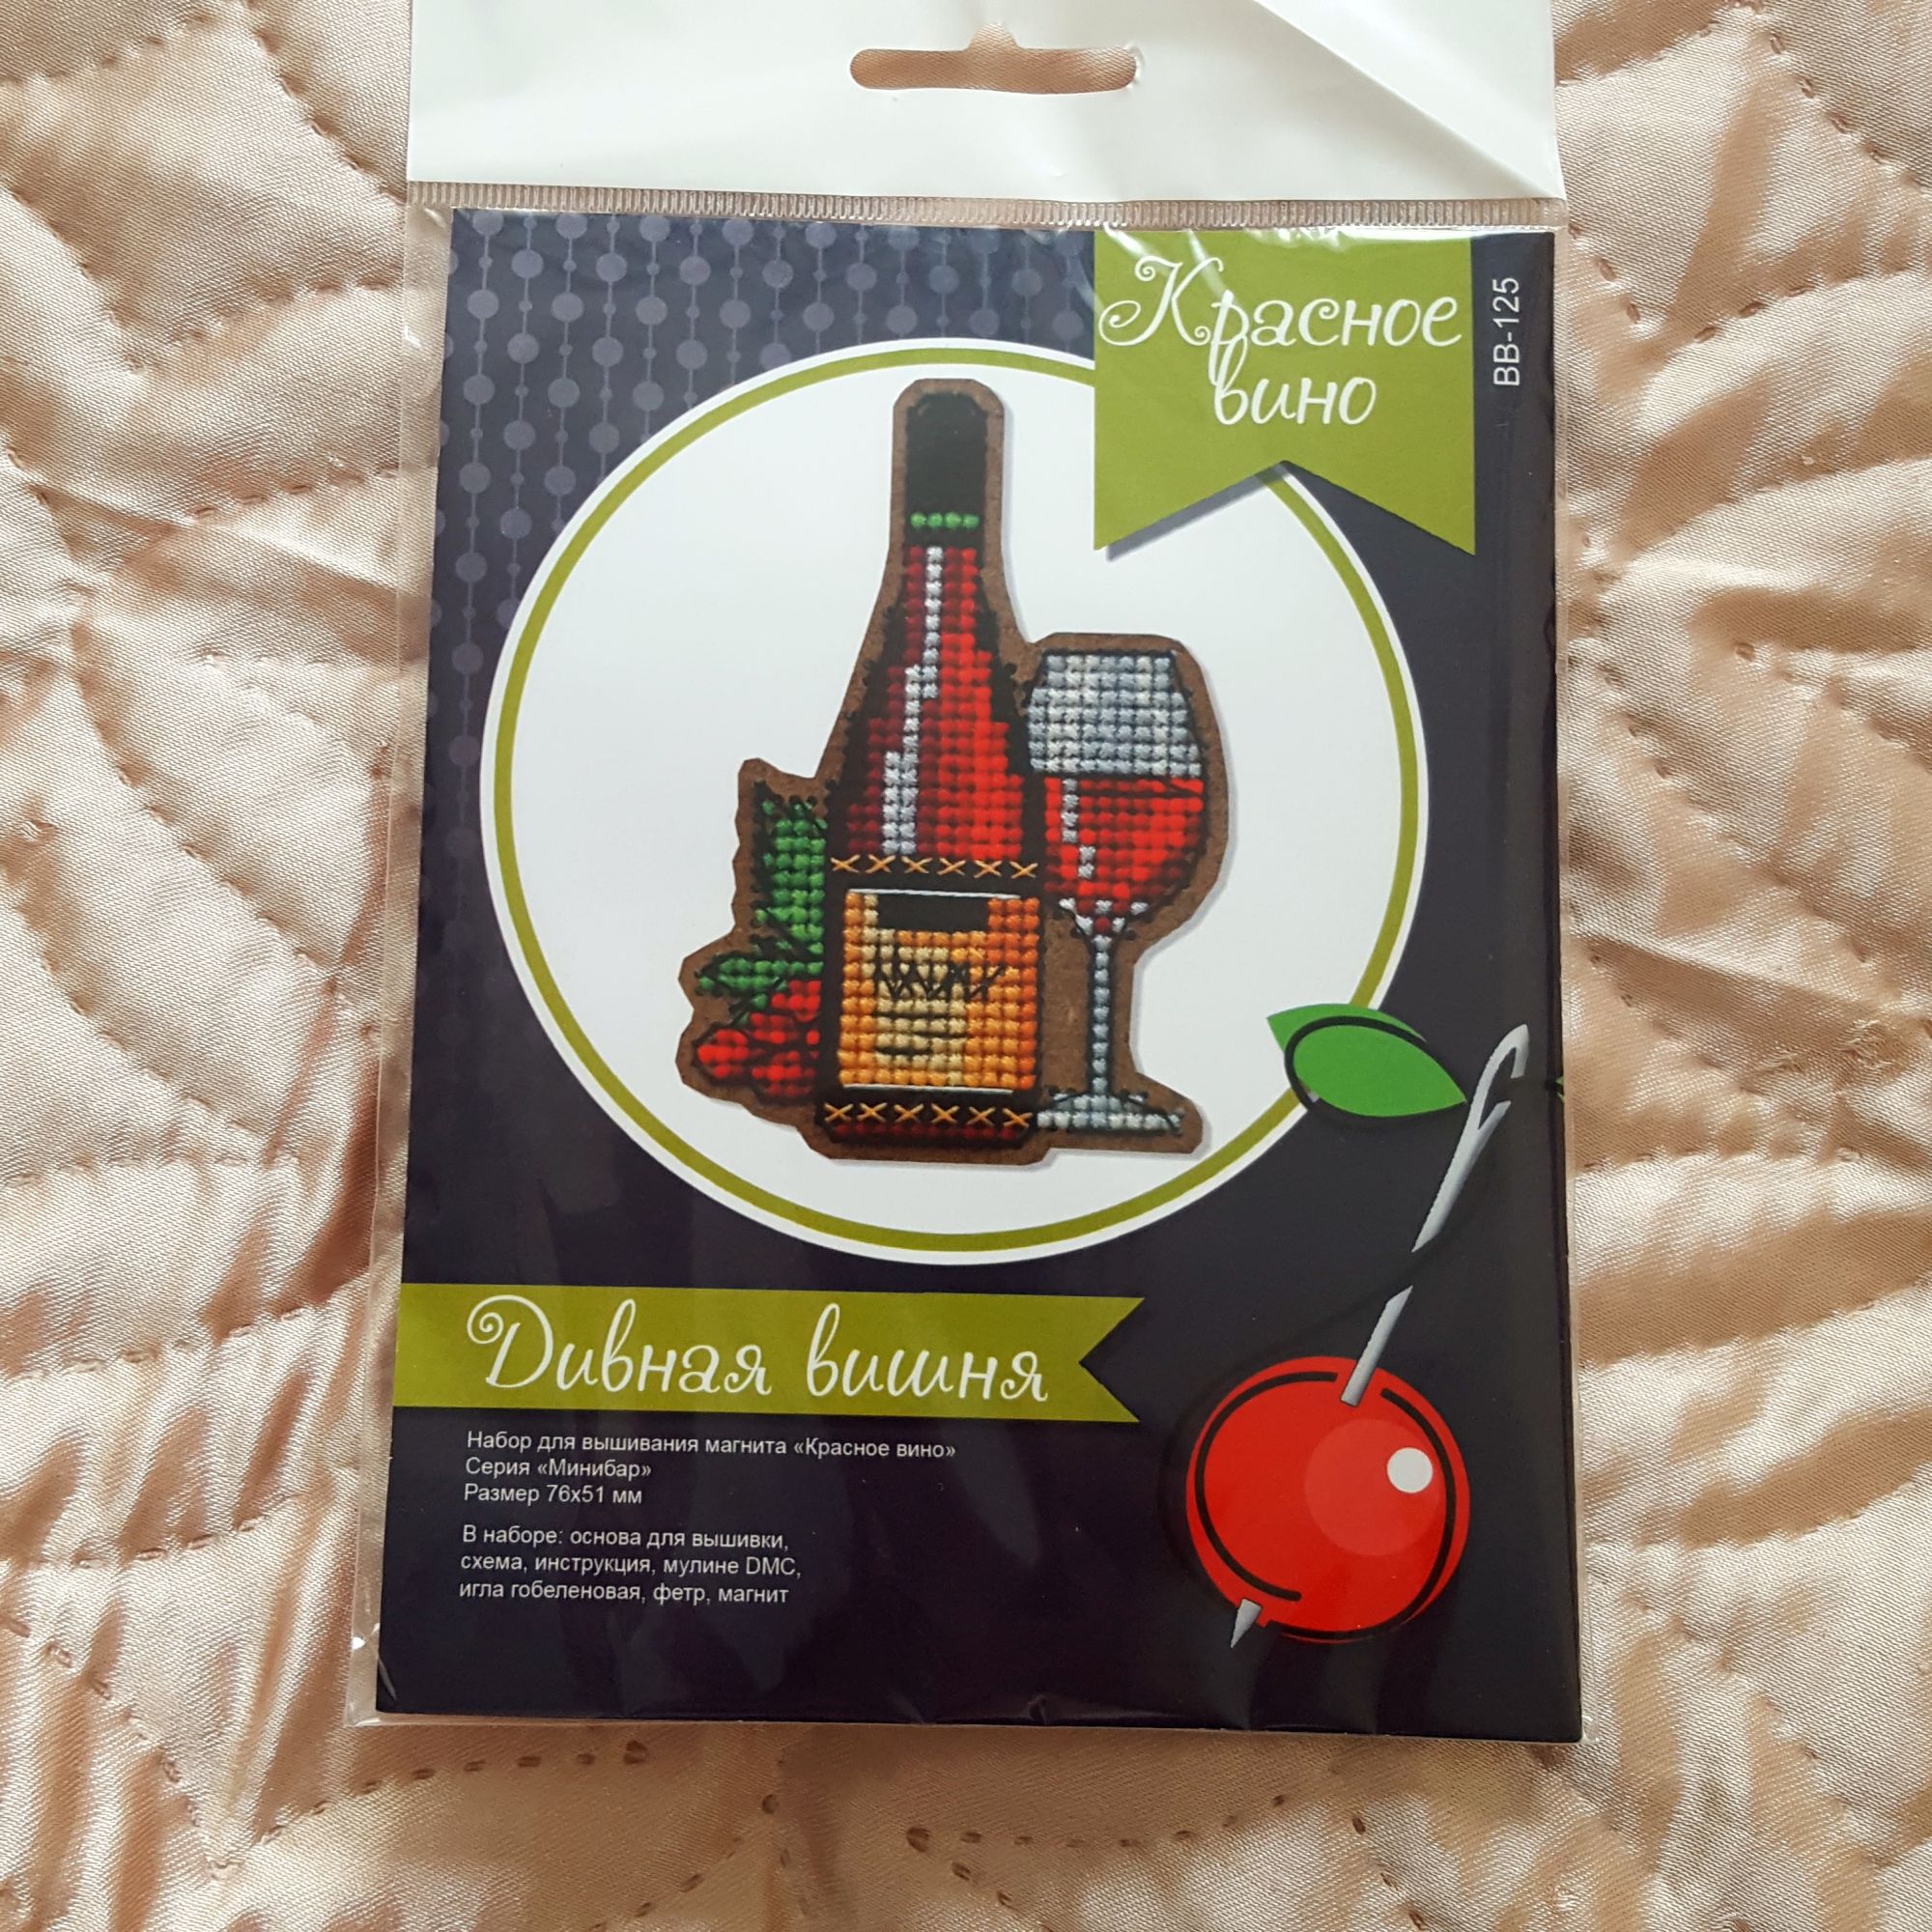 Красное
вино
ВВ-125
Дивная вишня
Набор для вышивания магнита «Красное вино»
Серия «Минибар»
Размер 76х51 мм
В наборе: основа для вышивки,
схема, инструкция, мулине DMC,
игла гобеленовая, фетр, магнит